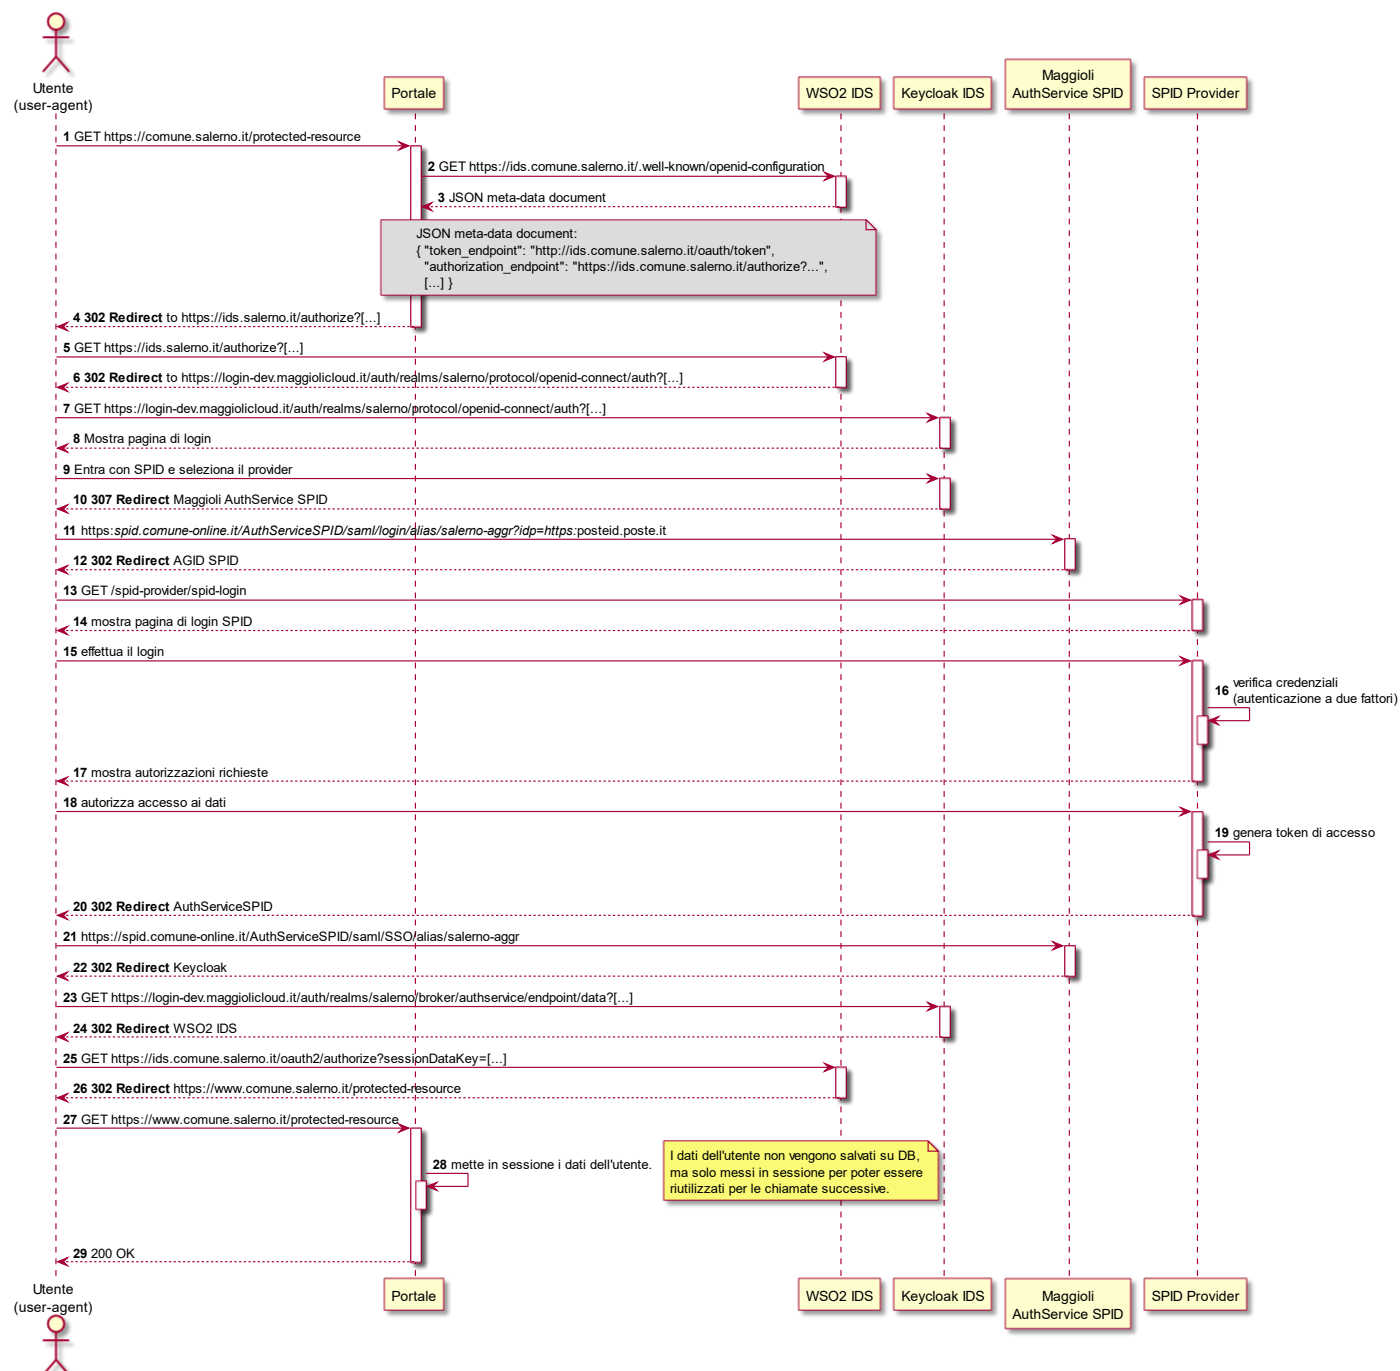 Utente
(user-agent)
Portale
WSO2 IDS
Keycloak IDS
Maggioli
AuthService SPID
SPID Provider
1 GET https://comune.salerno.it/protected-resource
2 GET https://ids.comune.salerno.it/.well-known/openid-configuration
3 JSON meta-data document
JSON meta-data document:
{ "token_endpoint": "http://ids.comune.salerno.it/oauth/token",
"authorization_endpoint": "https://ids.comune.salerno.it/authorize?...",
[...] }
4 302 Redirect to https://ids.salerno.it/authorize?[...]
5 GET https://ids.salerno.it/authorize?[...]
6 302 Redirect to https://login-dev.maggiolicloud.it/auth/realms/salerno/protocol/openid-connect/auth?[...]
7 GET https://login-dev.maggiolicloud.it/auth/realms/salerno/protocol/openid-connect/auth?[...]
8 Mostra pagina di login
9 Entra con SPID e seleziona il provider
10 307 Redirect Maggioli AuthService SPID
11 https:spid.comune-online.it/AuthServiceSPID/saml/login/alias/salerno-aggr?idp=https:posteid.poste.it
12 302 Redirect AGID SPID
13 GET /spid-provider/spid-login
14 mostra pagina di login SPID
15 effettua il login
16 verifica credenziali
(autenticazione a due fattori)
17 mostra autorizzazioni richieste
18 autorizza accesso ai dati
19 genera token di accesso
20 302 Redirect AuthServiceSPID
21 https://spid.comune-online.it/AuthServiceSPID/saml/SSO/alias/salerno-aggr
22 302 Redirect Keycloak
23 GET https://login-dev.maggiolicloud.it/auth/realms/salerno/broker/authservice/endpoint/data?[...]
24 302 Redirect WSO2 IDS
25 GET https://ids.comune.salerno.it/oauth2/authorize?sessionDataKey=[...]
26 302 Redirect https://www.comune.salerno.it/protected-resource
27 GET https://www.comune.salerno.it/protected-resource
28 mette in sessione i dati dell'utente.
I dati dell'utente non vengono salvati su DB,
ma solo messi in sessione per poter essere
riutilizzati per le chiamate successive.
29 200 OK
Utente
(user-agent)
Portale
WSO2 IDS
Keycloak IDS
Maggioli
AuthService SPID
SPID Provider